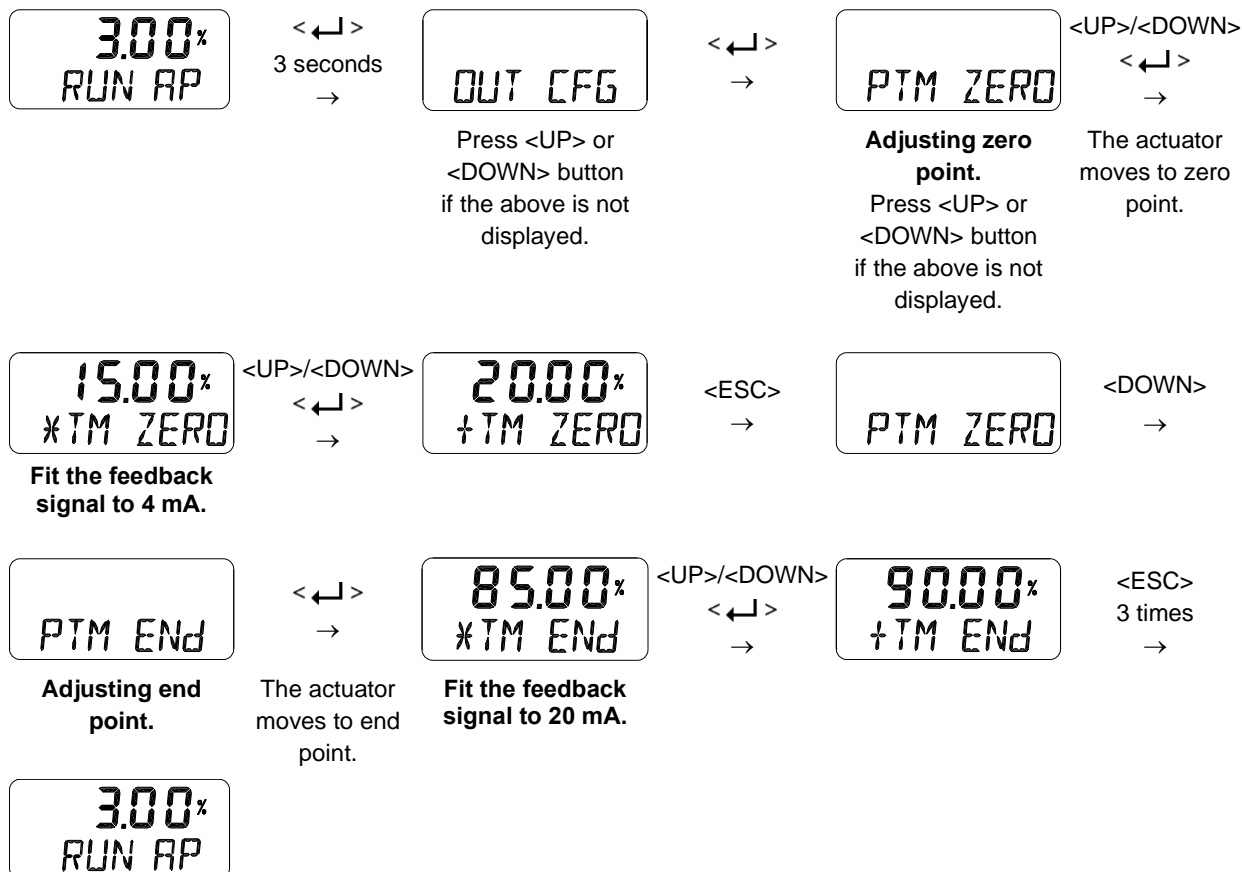 3.00%
RUN AP
< ↵ >
3 seconds
→
OUT CFG
Press <UP> or
<DOWN> button
if the above is not
displayed.
< ↵ >
→
PTM ZERO
Adjusting zero
point.
Press <UP> or
<DOWN> button
if the above is not
displayed.
<UP>/<DOWN>
< ↵ >
→
The actuator
moves to zero
point.
15.00%
*TM ZERO
Fit the feedback
signal to 4 mA.
<UP>/<DOWN>
< ↵ >
→
20.00%
+TM ZERO
<ESC>
→
PTM ZERO
<DOWN>
→
PTM ENd
Adjusting end
point.
< ↵ >
→
The actuator
moves to end
point.
85.00%
*TM ENd
Fit the feedback
signal to 20 mA.
<UP>/<DOWN>
< ↵ >
→
90.00%
+TM ENd
<ESC>
3 times
→
3.00%
RUN AP